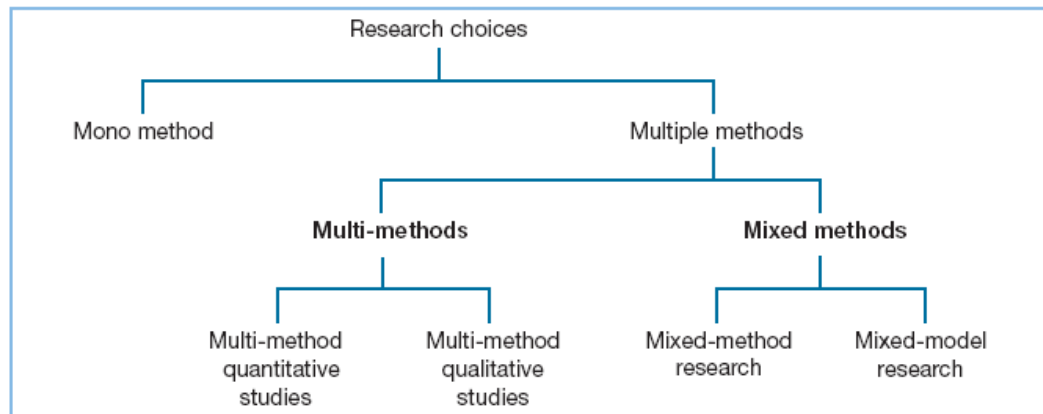 Research choices
Mono method
Multiple methods
Multi-methods
Mixed methods
Multi-method
quantitative
studies
Multi-method
qualitative
studies
Mixed-method
research
Mixed-model
research